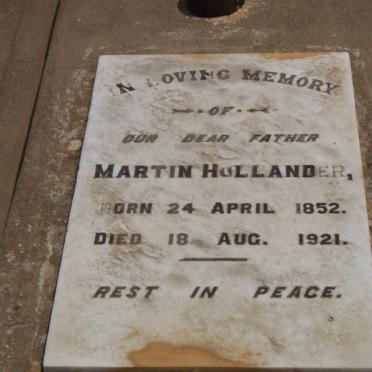 IN LOVING MEMORY
OF
OUR DEAR FATHER
MARTIN HOLLANDER,
BORN 24 APRIL 1852.
DIED 18 AUG. 1921.
REST IN PEACE.